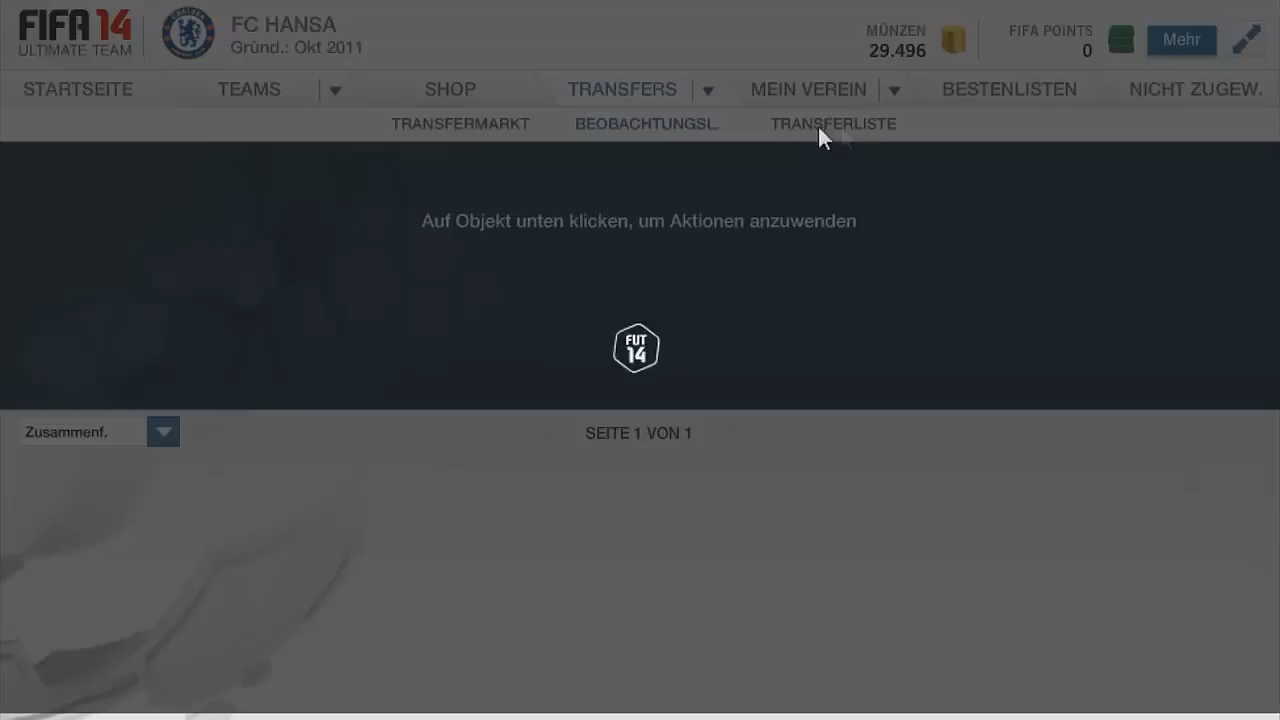 FIFA 14
ULTIMATE TEAM
FC HANSA
Gründ.: Okt 2011
MÜNZEN
29.496
FIFA POINTS
0
Mehr
STARTSEITE
TEAMS
SHOP
TRANSFERS
MEIN VEREIN
BESTENLISTEN
NICHT ZUGEW.
TRANSFERMARKT
BEOBACHTUNGSL.
TRANSFERLISTE
Auf Objekt unten klicken, um Aktionen anzuwenden
FUT
14
Zusammenf.
SEITE 1 VON 1